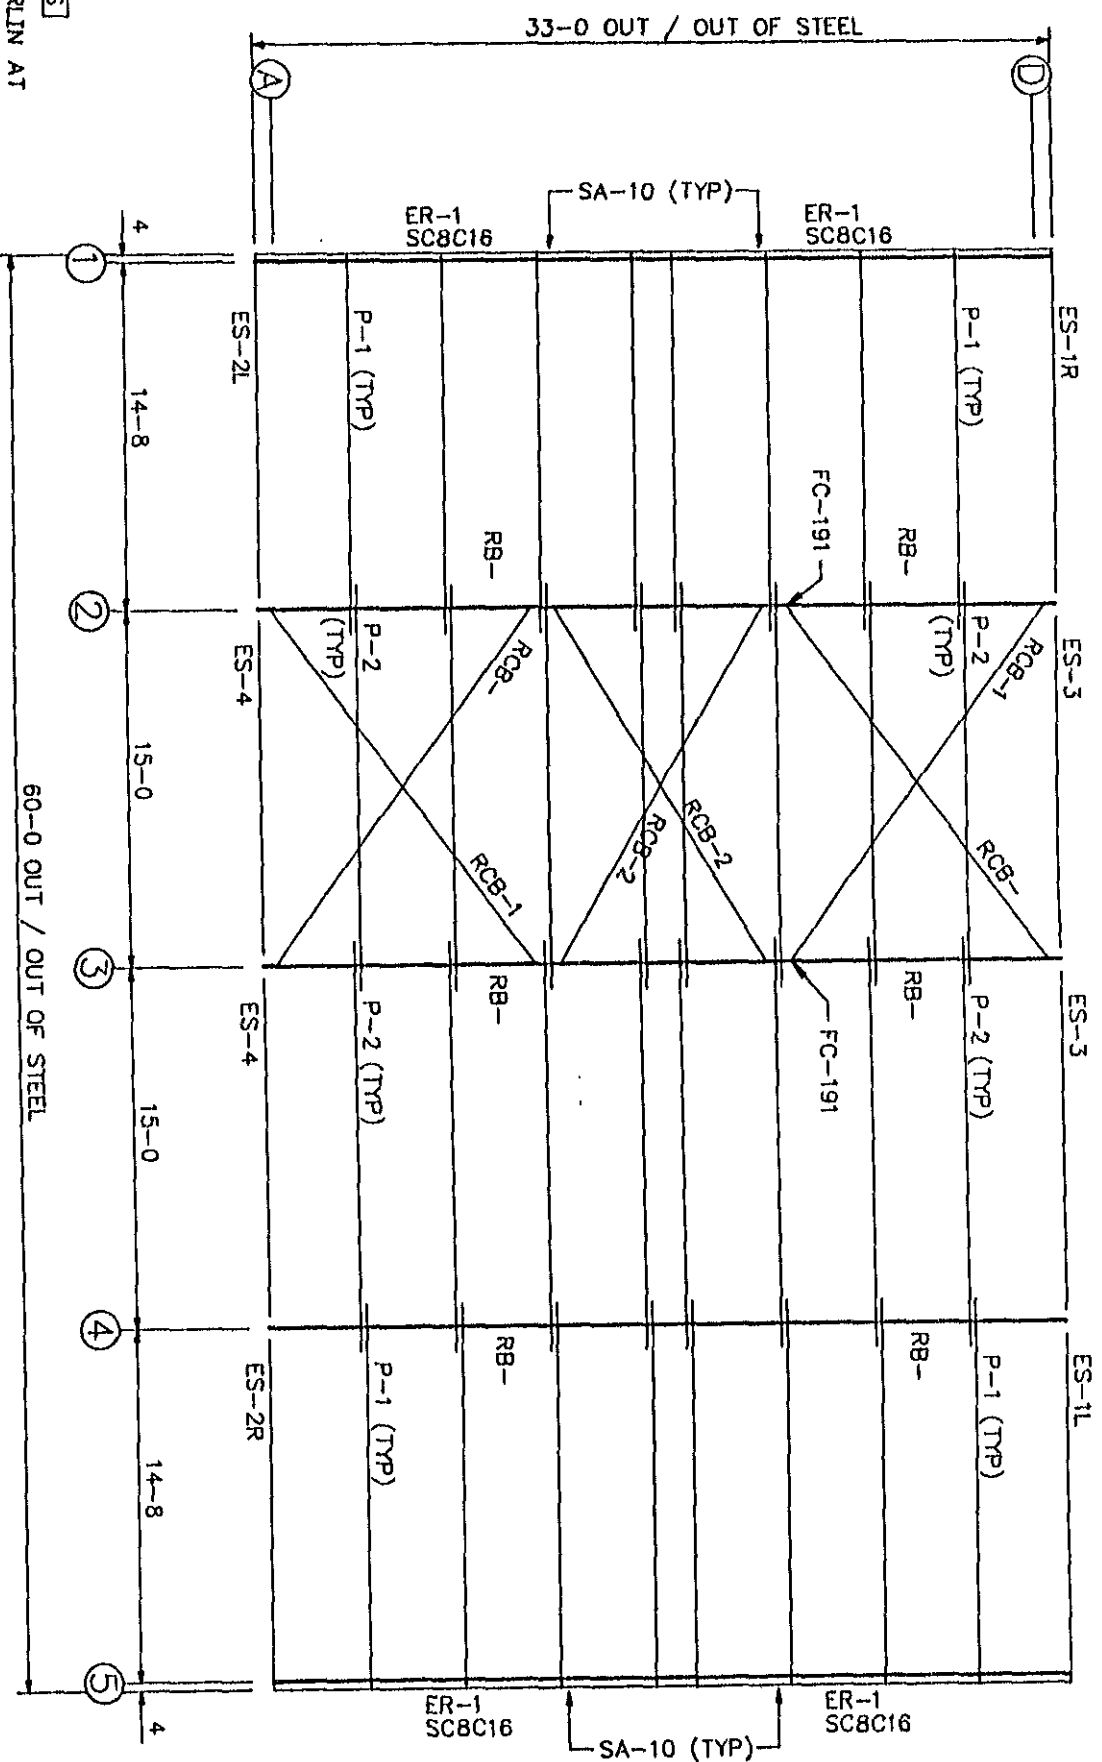 33-0 OUT / OUT OF STEEL
A
D
SA-10 (TYP)
ER-1
SC8C16
ER-1
SC8C16
4
1
ES-2L
P-1 (TYP)
P-1 (TYP)
ES-1R
14-8
RB-
FC-191
RB-
2
ES-4
P-2
(TYP)
RCB-
P-2
(TYP)
RCB-1
ES-3
15-0
RCB-1
RCB-2
RCB-2
RCB-
3
ES-4
P-2 (TYP)
RB-
FC-191
RB-
P-2 (TYP)
ES-3
15-0
4
ES-2R
P-1 (TYP)
RB-
RB-
P-1 (TYP)
ES-1L
14-8
5
4
60-0 OUT / OUT OF STEEL
ER-1
SC8C16
ER-1
SC8C16
SA-10 (TYP)
AT